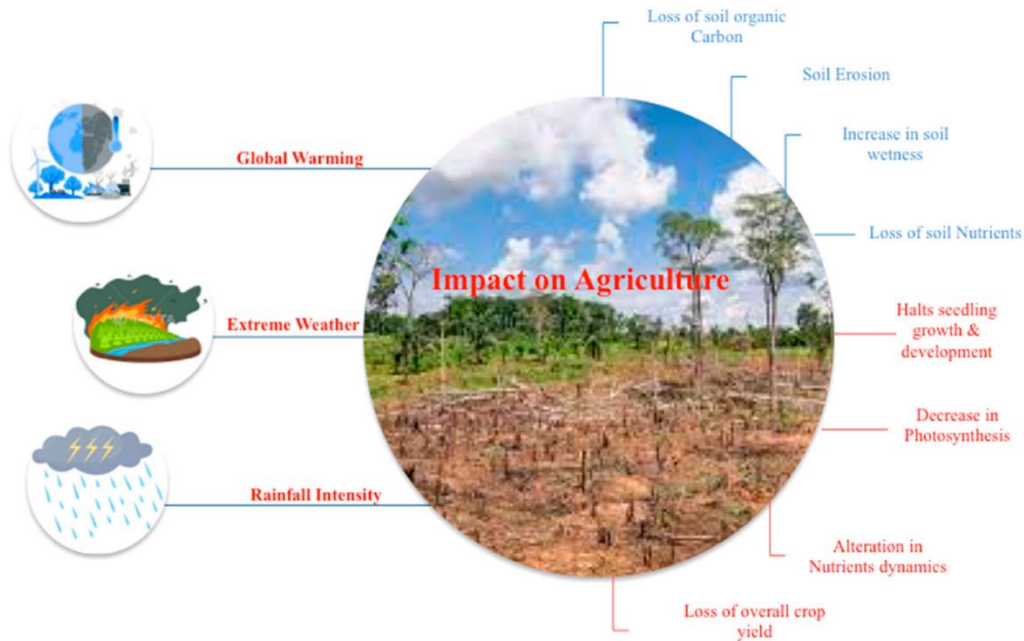 Loss of soil organic
Carbon
Soil Erosion
Increase in soil
wetness
Global Warming
Loss of soil Nutrients
Impact on Agriculture
Halts seedling
growth &
development
Extreme Weather
Decrease in
Photosynthesis
Rainfall Intensity
Alteration in
Nutrients dynamics
Loss of overall crop
yield